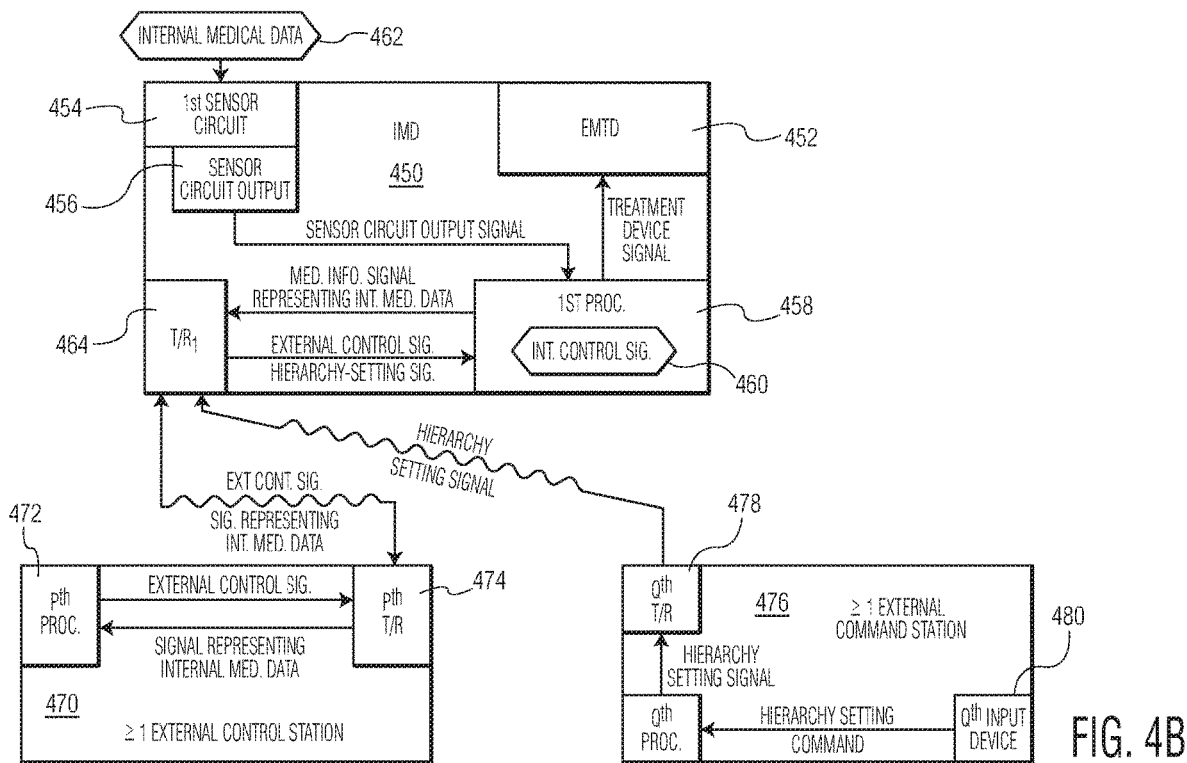 INTERNAL MEDICAL DATA
462
454
1st SENSOR
CIRCUIT
IMD
450
EMTD
452
456
SENSOR
CIRCUIT OUTPUT
SENSOR CIRCUIT OUTPUT SIGNAL
TREATMENT
DEVICE
SIGNAL
464
T/R1
MED. INFO. SIGNAL
REPRESENTING INT. MED. DATA
EXTERNAL CONTROL SIG.
HIERARCHY-SETTING SIG.
1ST PROC.
458
INT. CONTROL SIG.
460
HIERARCHY
SETTING SIGNAL
EXT CONT. SIG.
SIG. REPRESENTING
INT. MED. DATA
472
pth
PROC.
EXTERNAL CONTROL SIG.
SIGNAL REPRESENTING
INTERNAL MED. DATA
pth
T/R
474
470
≥ 1 EXTERNAL CONTROL STATION
478
Qth
T/R
476
≥ 1 EXTERNAL
COMMAND STATION
480
HIERARCHY
SETTING SIGNAL
Qth
PROC.
HIERARCHY SETTING
COMMAND
Qth INPUT
DEVICE
FIG. 4B